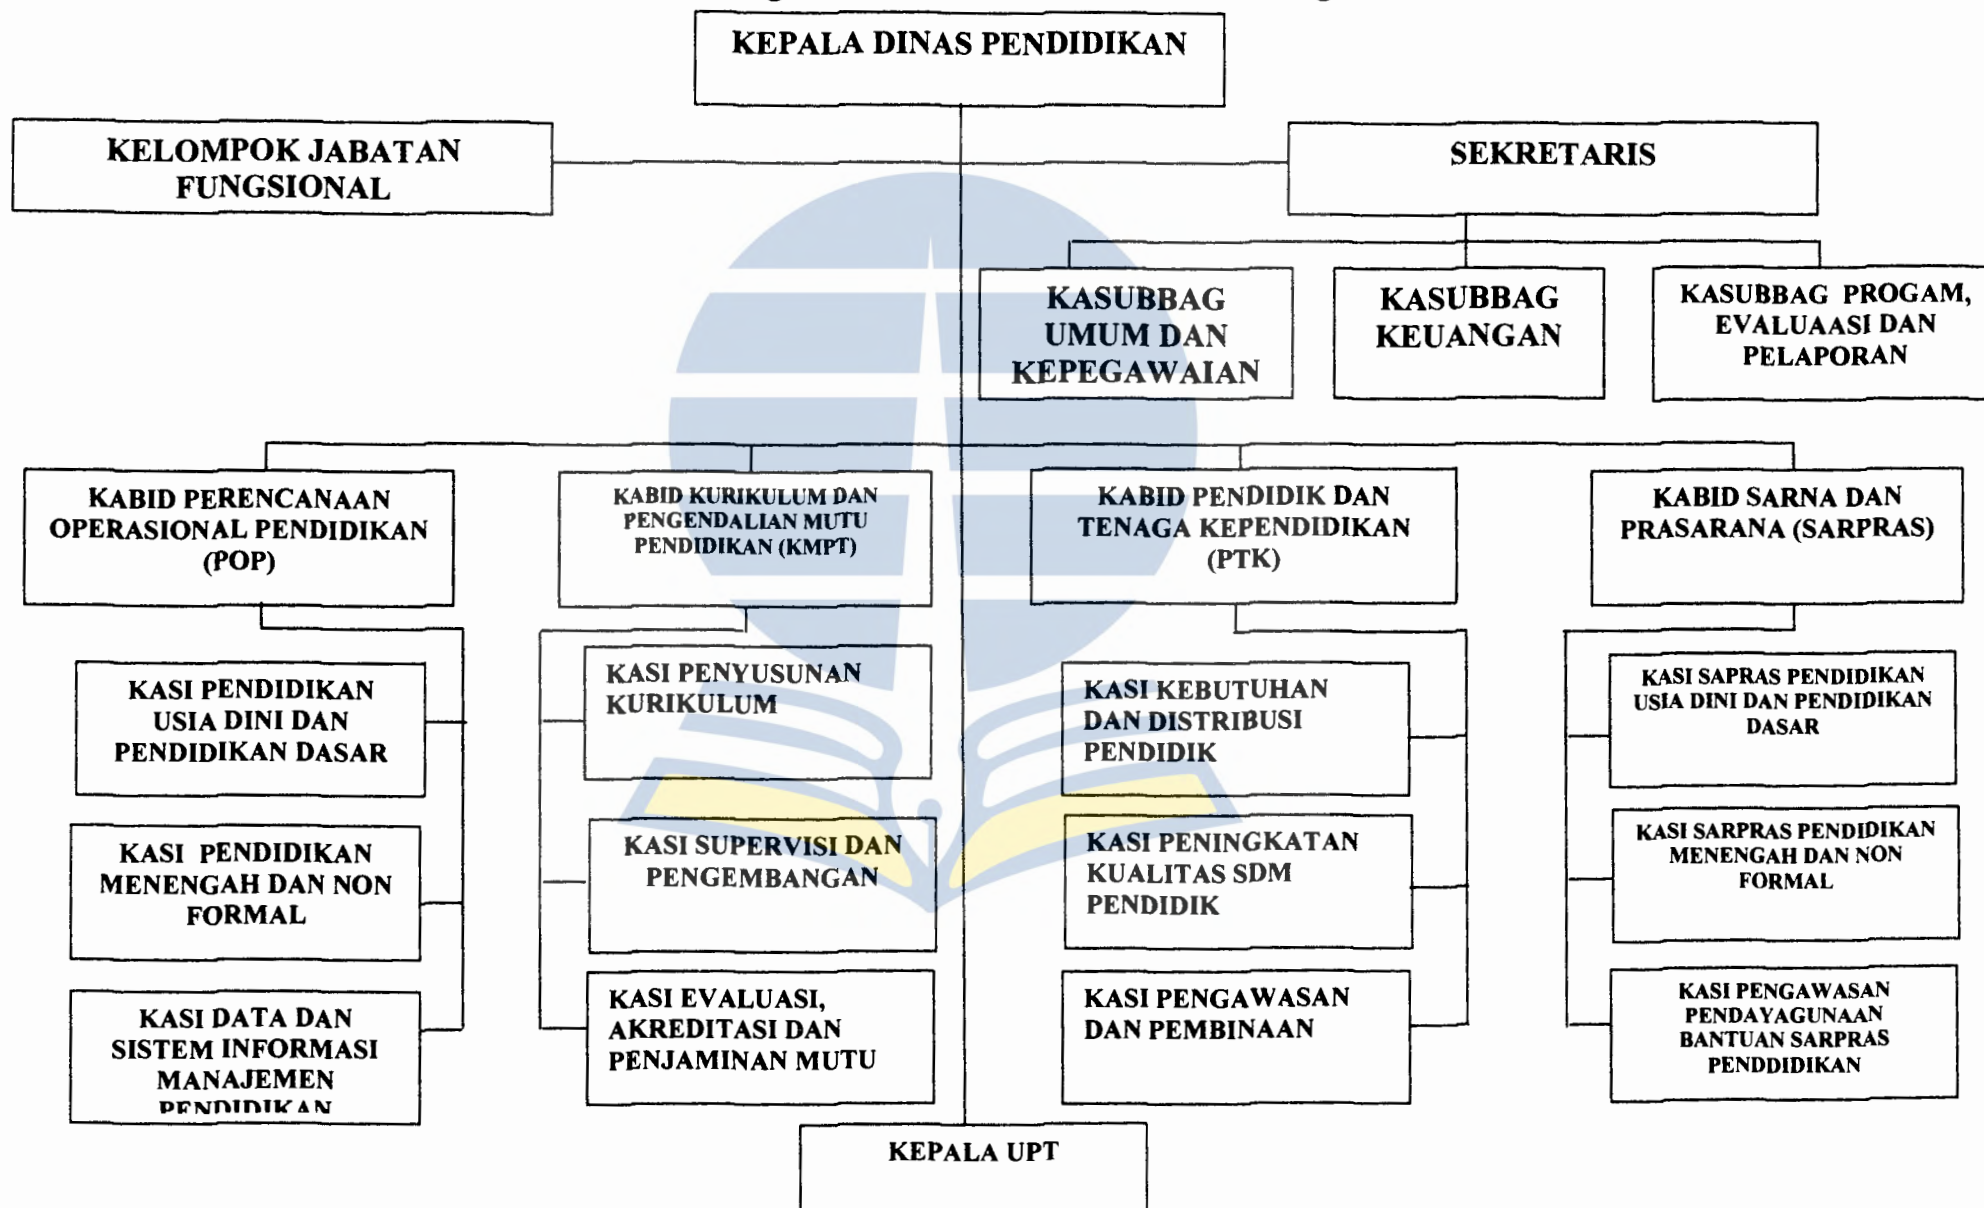 KEPALA DINAS PENDIDIKAN
KELOMPOK JABATAN
FUNGSIONAL
SEKRETARIS
KASUBBAG
UMUM DAN
KEPEGAWAIAN
KASUBBAG
KEUANGAN
KASUBBAG PROGAM,
EVALUAASI DAN
PELAPORAN
KABID PERENCANAAN
OPERASIONAL PENDIDIKAN
(POP)
KABID KURIKULUM DAN
PENGENDALIAN MUTU
PENDIDIKAN (KMPT)
KABID PENDIDIK DAN
TENAGA KEPENDIDIKAN
(PTK)
KABID SARNA DAN
PRASARANA (SARPRAS)
KASI PENDIDIKAN
USIA DINI DAN
PENDIDIKAN DASAR
KASI PENDIDIKAN
MENENGAH DAN NON
FORMAL
KASI DATA DAN
SISTEM INFORMASI
MANAJEMEN
PENDIDIKAN
KASI PENYUSUNAN
KURIKULUM
KASI SUPERVISI DAN
PENGEMBANGAN
KASI EVALUASI,
AKREDITASI DAN
PENJAMINAN MUTU
KASI KEBUTUHAN
DAN DISTRIBUSI
PENDIDIK
KASI PENINGKATAN
KUALITAS SDM
PENDIDIK
KASI PENGAWASAN
DAN PEMBINAAN
KASI SAPRAS PENDIDIKAN
USIA DINI DAN PENDIDIKAN
DASAR
KASI SARPRAS PENDIDIKAN
MENENGAH DAN NON
FORMAL
KASI PENGAWASAN
PENDAYAGUNAAN
BANTUAN SARPRAS
PENDDIDIKAN
KEPALA UPT